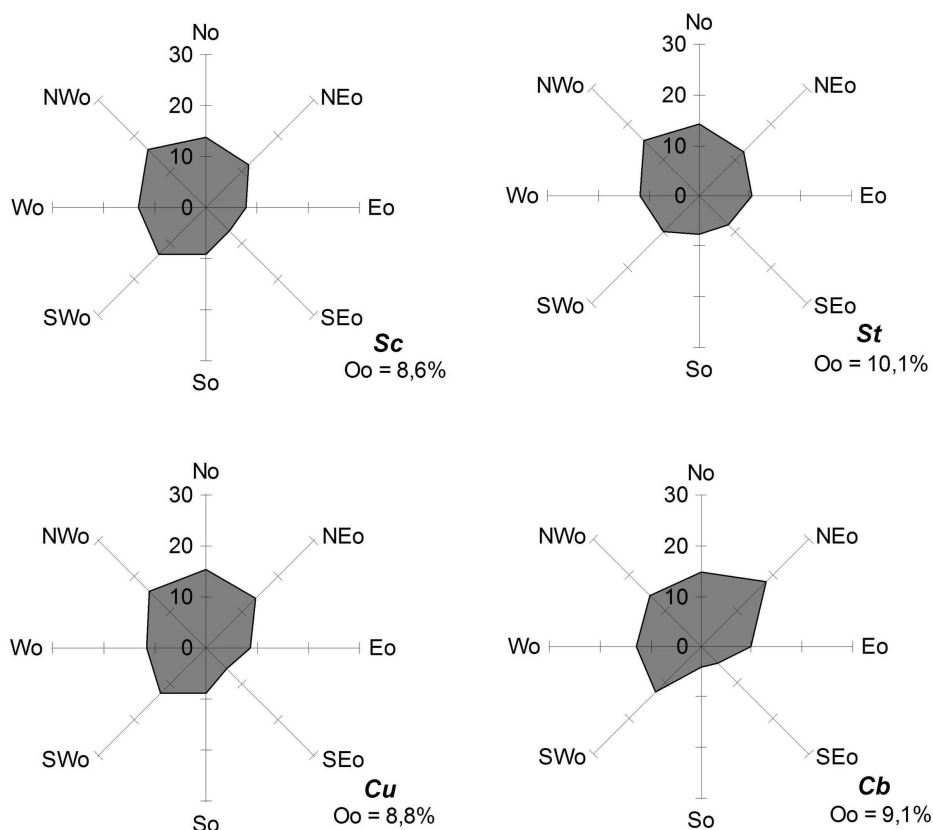 No
30
NWo
NEo
20
10
Wo
0
Eo
SWo
SEo
Sc
Oo = 8,6%
So
No
30
NWo
NEo
20
10
Wo
0
Eo
SWo
SEo
St
Oo = 10,1%
So
No
30
NWo
NEo
20
10
Wo
0
Eo
SWo
SEo
Cu
Oo = 8,8%
So
No
30
NWo
NEo
20
10
Wo
0
Eo
SWo
SEo
Cb
Oo = 9,1%
So